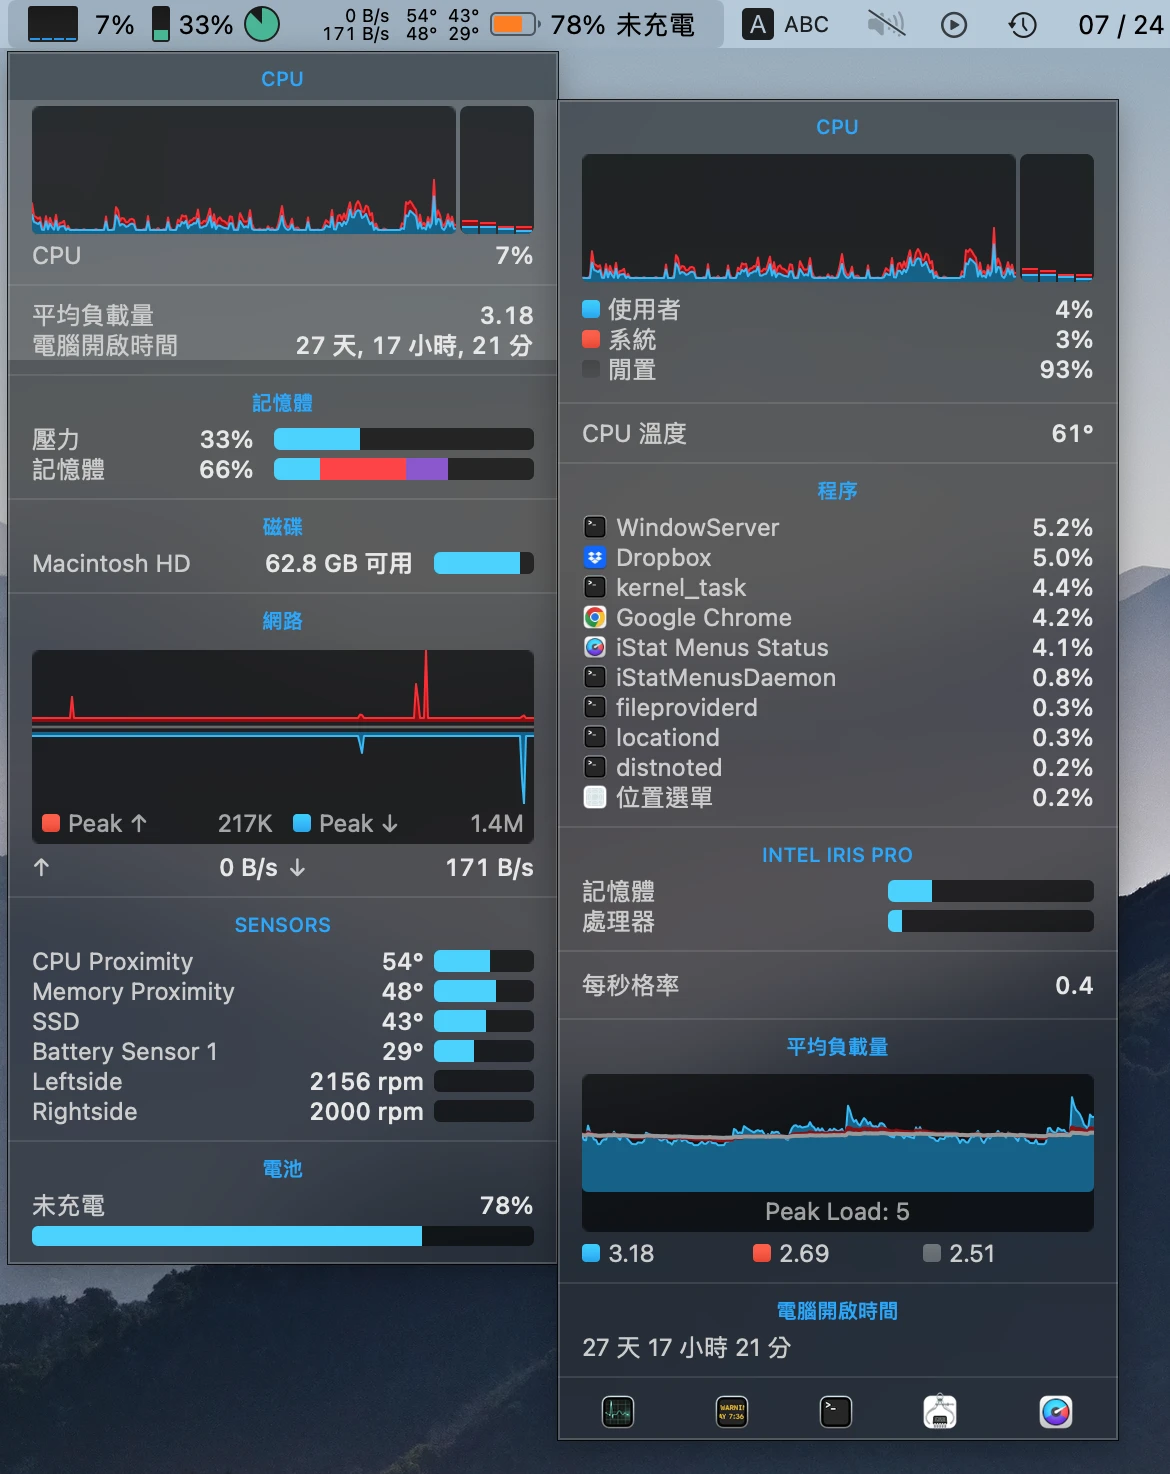 7% 33% 0 B/s 54° 43° 78% 未充電 A ABC 07 / 24
171 B/s 48° 29°
CPU
CPU 7%
平均負載量 3.18
電腦開啟時間 27 天, 17 小時, 21 分
記憶體
壓力 33%
記憶體 66%
磁碟
Macintosh HD 62.8 GB 可用
網路
Peak ↑ 217K Peak ↓ 1.4M
↑ 0 B/s ↓ 171 B/s
SENSORS
CPU Proximity 54°
Memory Proximity 48°
SSD 43°
Battery Sensor 1 29°
Leftside 2156 rpm
Rightside 2000 rpm
電池
未充電 78%
CPU
使用者 4%
系統 3%
閒置 93%
CPU 溫度 61°
程序
WindowServer 5.2%
Dropbox 5.0%
kernel_task 4.4%
Google Chrome 4.2%
iStat Menus Status 4.1%
iStatMenusDaemon 0.8%
fileproviderd 0.3%
locationd 0.3%
distnoted 0.2%
位置選單 0.2%
INTEL IRIS PRO
記憶體
處理器
每秒格率 0.4
平均負載量
Peak Load: 5
3.18 2.69 2.51
電腦開啟時間
27 天 17 小時 21 分
WARNI
AY 7:36